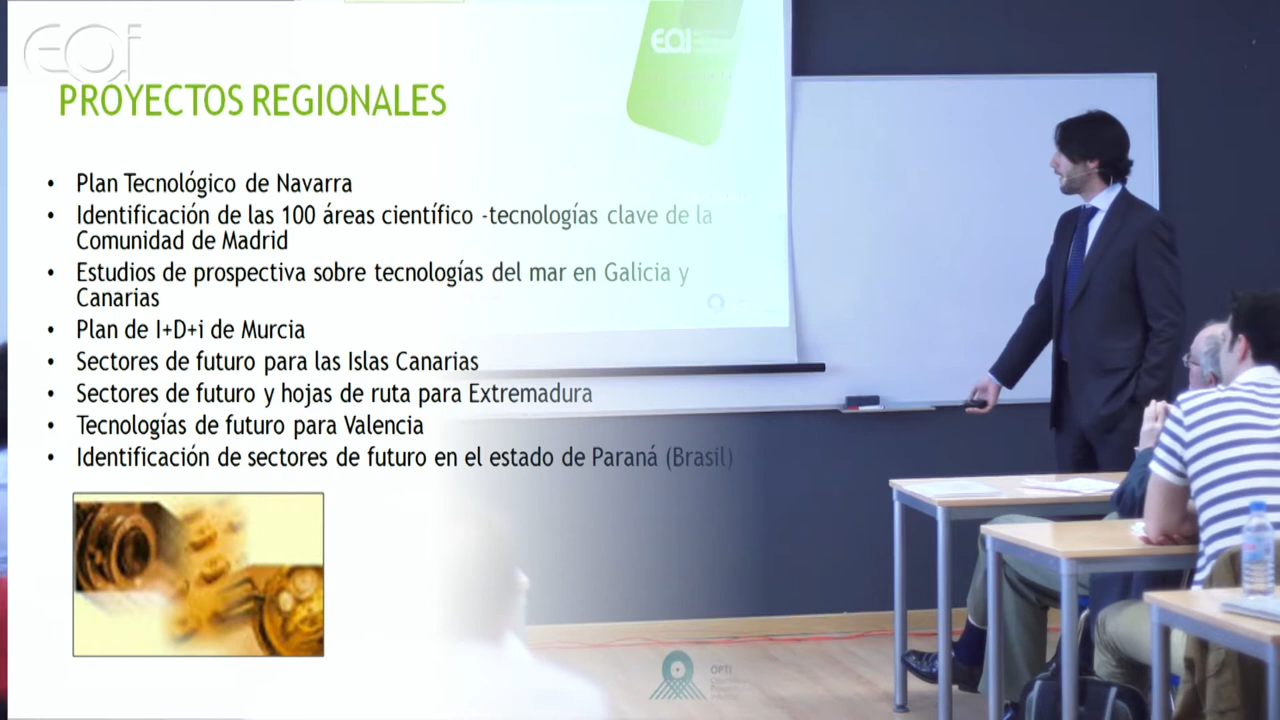 eoi
PROYECTOS REGIONALES
EOI
• Plan Tecnológico de Navarra
• Identificación de las 100 áreas científico -tecnologías clave de la
Comunidad de Madrid
• Estudios de prospectiva sobre tecnologías del mar en Galicia y
Canarias
• Plan de I+D+i de Murcia
• Sectores de futuro para las Islas Canarias
• Sectores de futuro y hojas de ruta para Extremadura
• Tecnologías de futuro para Valencia
• Identificación de sectores de futuro en el estado de Paraná (Brasil)
OPTI